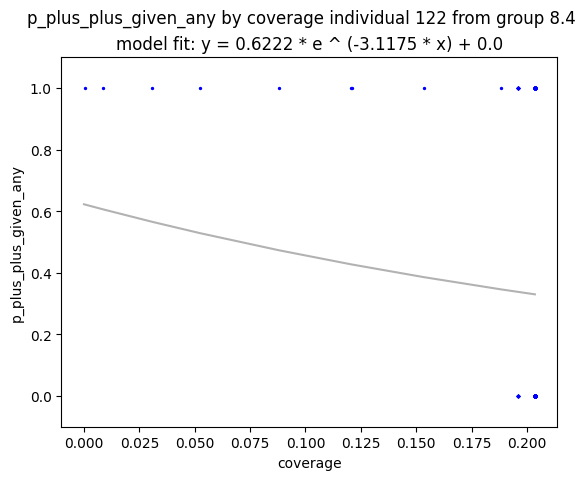 p_plus_plus_given_any by coverage individual 122 from group 8.4
model fit: y = 0.6222 * e ^ (-3.1175 * x) + 0.0
1.0
0.8
0.6
0.4
0.2
0.0
p_plus_plus_given_any
0.000 0.025 0.050 0.075 0.100 0.125 0.150 0.175 0.200
coverage